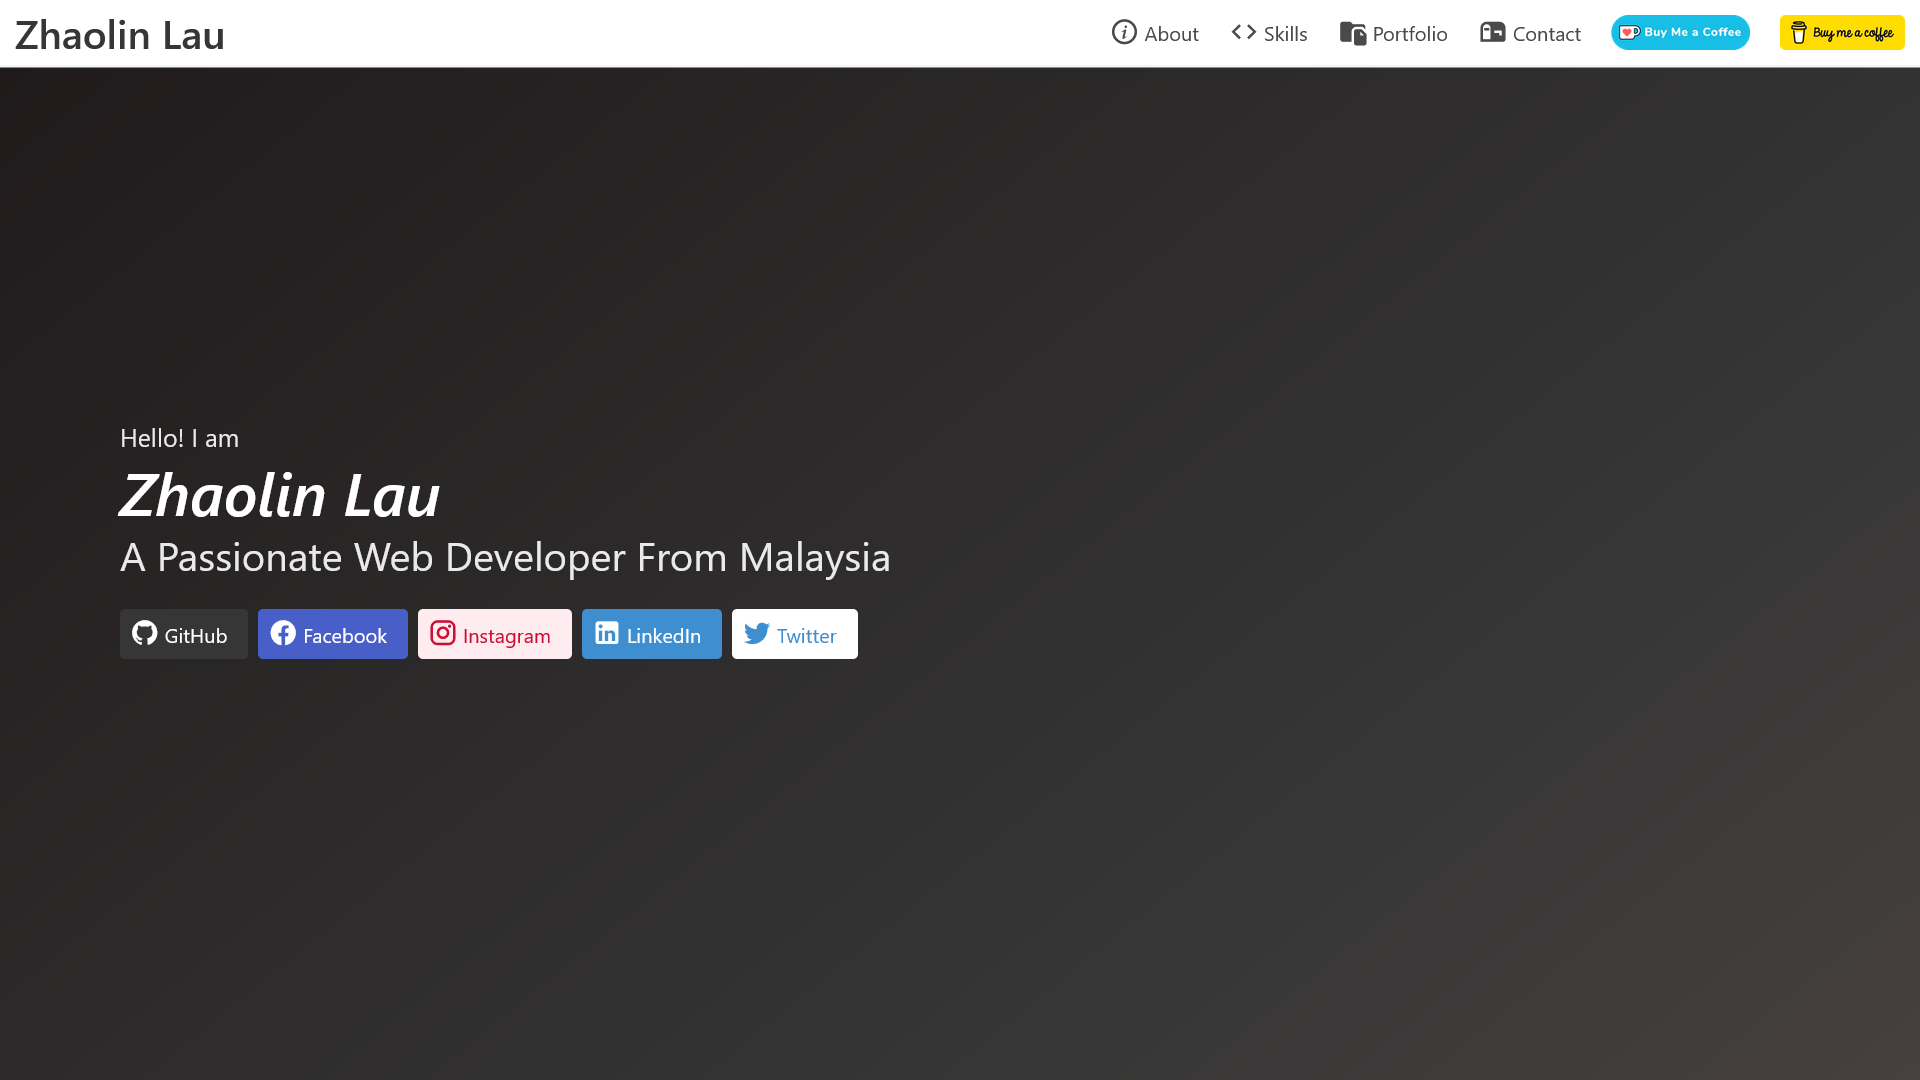 Zhaolin Lau
About Skills Portfolio Contact Buy Me a Coffee Buy me a coffee
Hello! I am
Zhaolin Lau
A Passionate Web Developer From Malaysia
GitHub Facebook Instagram LinkedIn Twitter